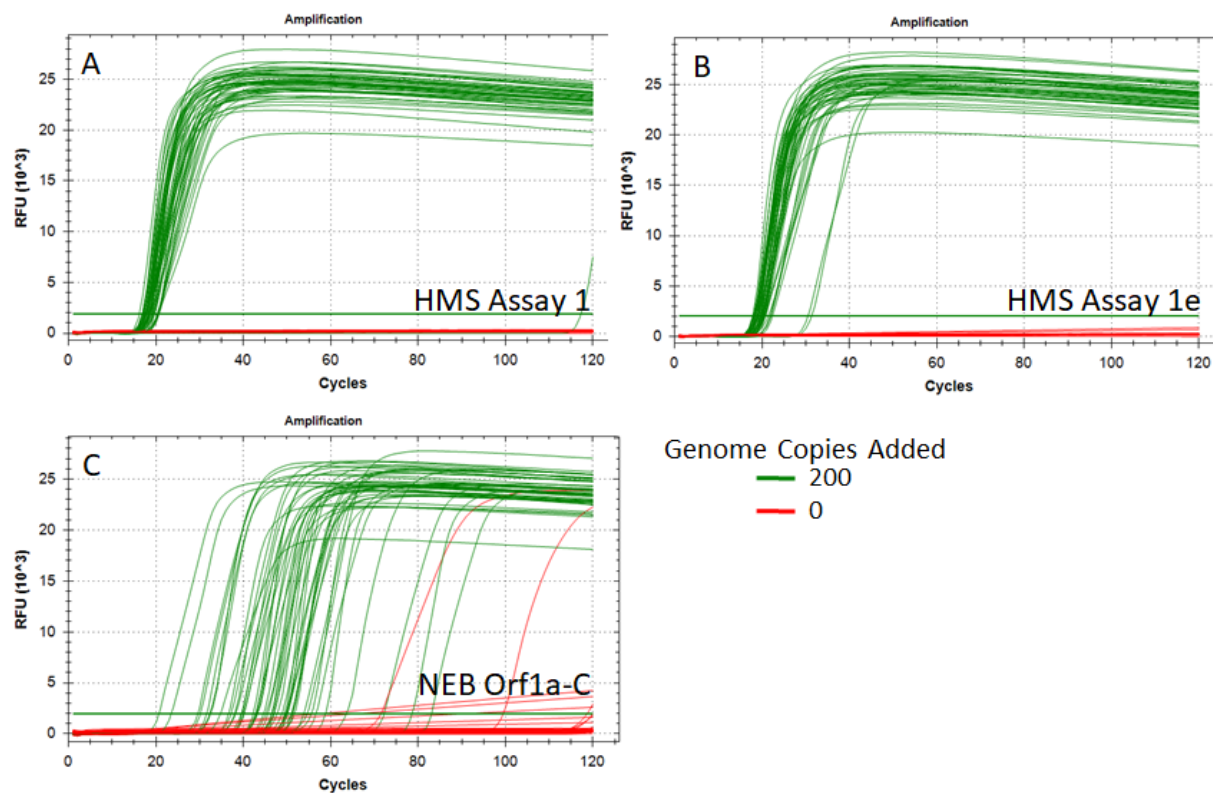 Amplification
A
RFU (10^3)
25
20
15
10
5
0
HMS Assay 1
0 20 40 60 80 100 120
Cycles
Amplification
B
RFU (10^3)
25
20
15
10
5
0
HMS Assay 1e
0 20 40 60 80 100 120
Cycles
Amplification
C
RFU (10^3)
25
20
15
10
5
0
NEB Orf1a-C
0 20 40 60 80 100 120
Cycles
Genome Copies Added
200
0